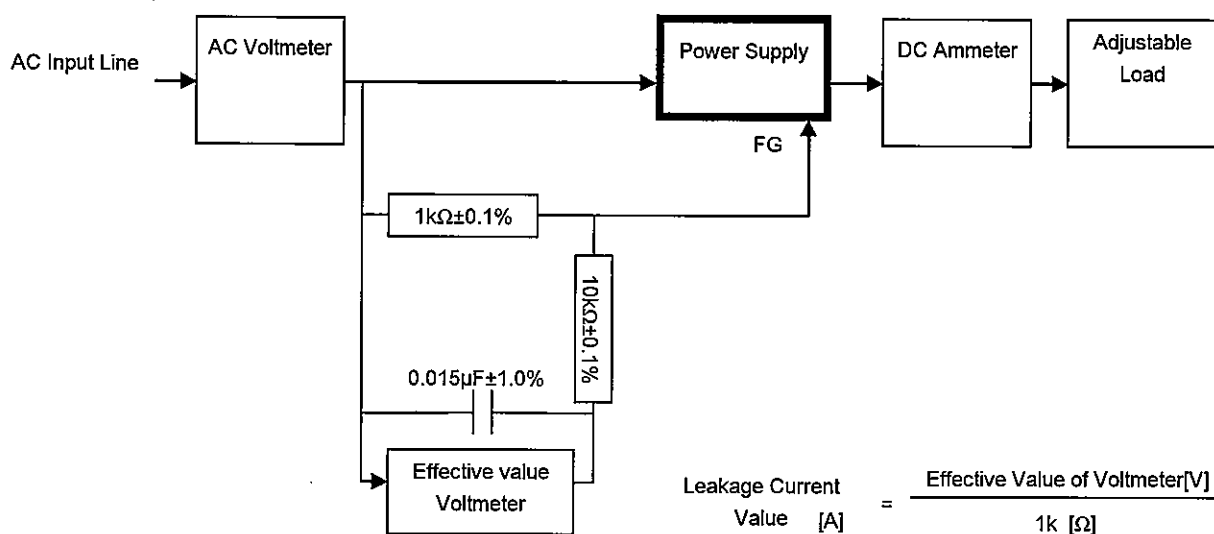 AC Input Line
AC Voltmeter
Power Supply
DC Ammeter
Adjustable
Load
FG
1kΩ±0.1%
10kΩ±0.1%
0.015µF±1.0%
Effective value
Voltmeter
Leakage Current
Value [A]
=
Effective Value of Voltmeter[V]
1k [Ω]